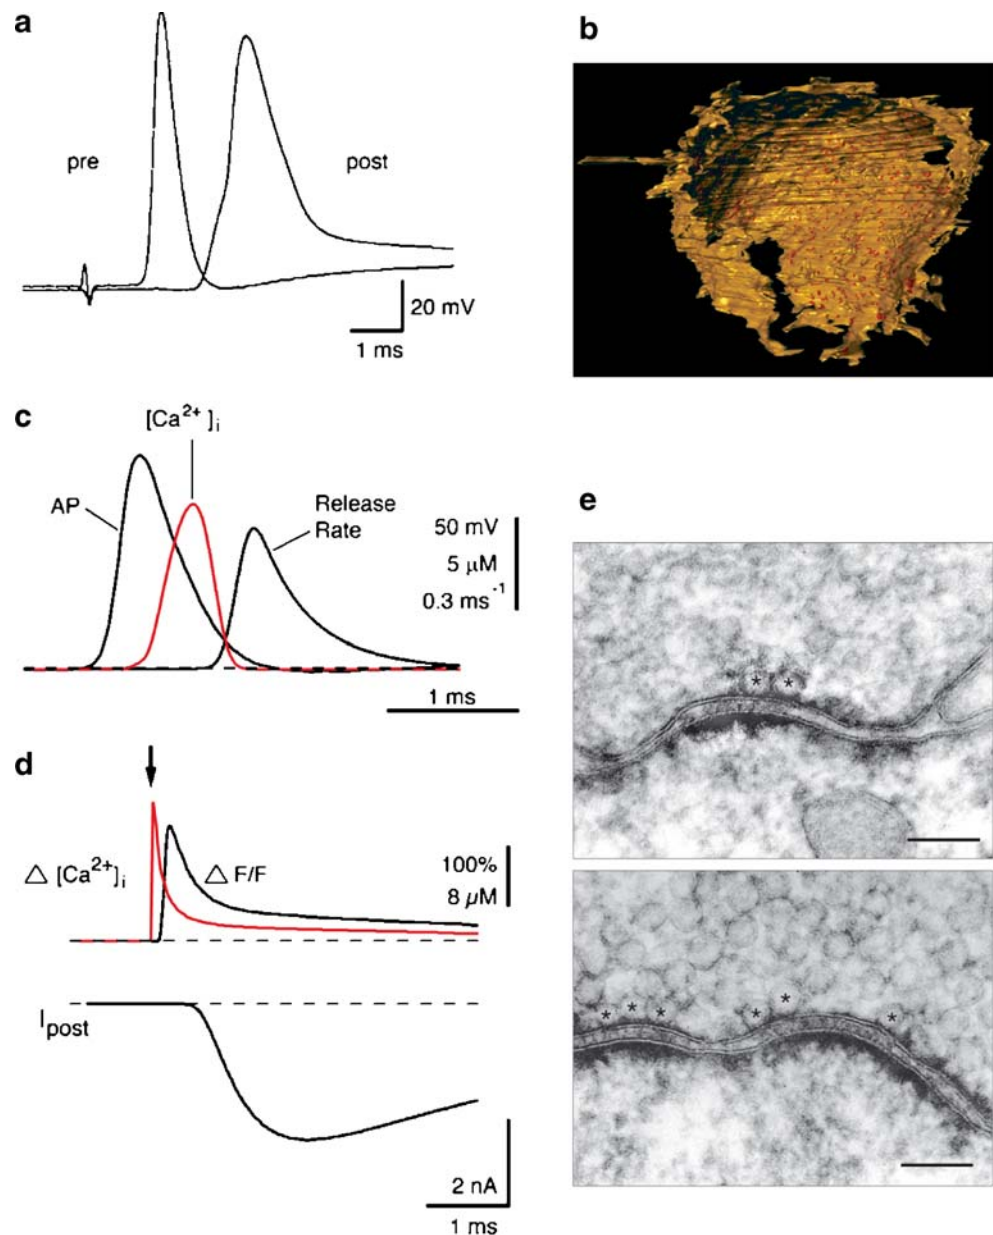 a
pre
post
20 mV
1 ms
b
c
[Ca²⁺]ᵢ
AP
Release
Rate
50 mV
5 μM
0.3 ms⁻¹
1 ms
d
△ [Ca²⁺]ᵢ
△ F/F
100%
8 μM
Ipost
2 nA
1 ms
e
* *
* * * * * *